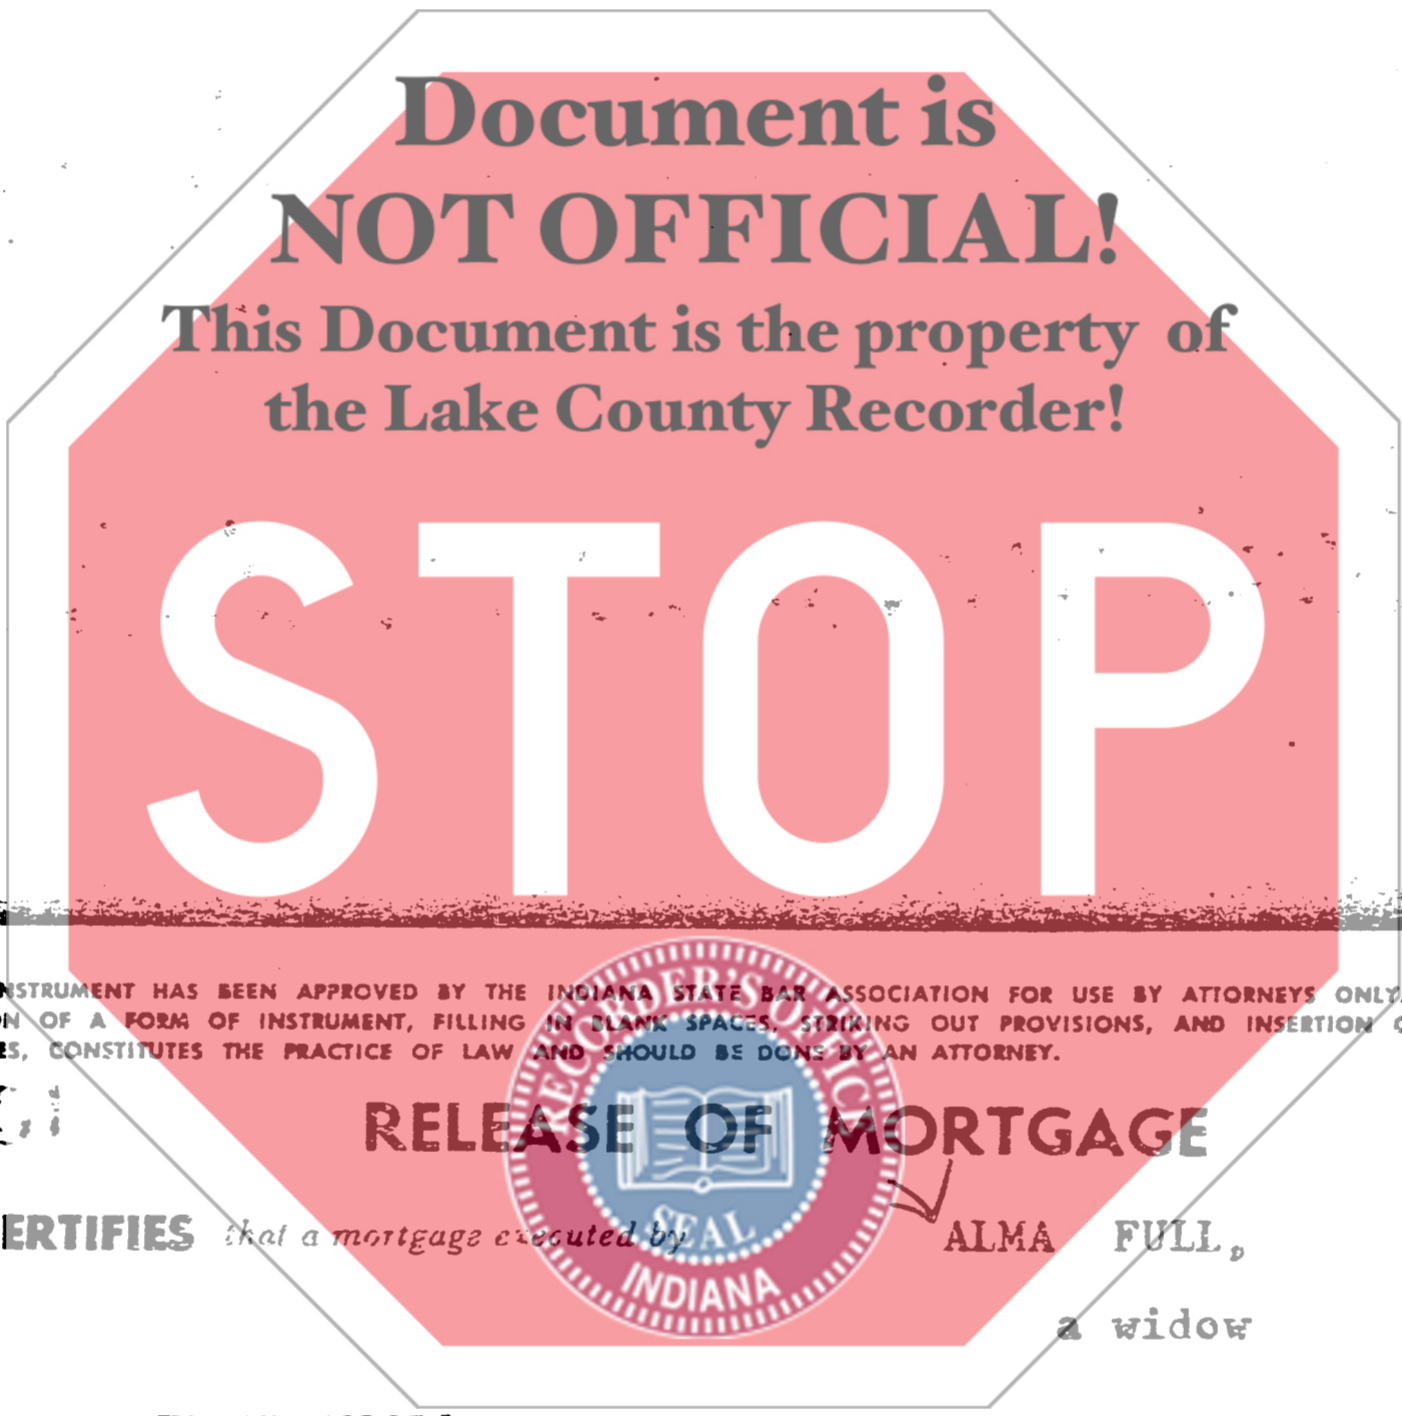 Document is
NOT OFFICIAL!
This Document is the property of
the Lake County Recorder!
STOP
NSTRUMENT HAS BEEN APPROVED BY THE INDIANA STATE BAR ASSOCIATION FOR USE BY ATTORNEYS ONLY.
N OF A FORM OF INSTRUMENT, FILLING IN BLANK SPACES, STRIKING OUT PROVISIONS, AND INSERTION
ES, CONSTITUTES THE PRACTICE OF LAW AND SHOULD BE DONE BY AN ATTORNEY.
RECORDER'S OFFICE
RELEASE OF MORTGAGE
SEAL
INDIANA
ERTIFIES that a mortgage executed by ALMA FULL,
a widow